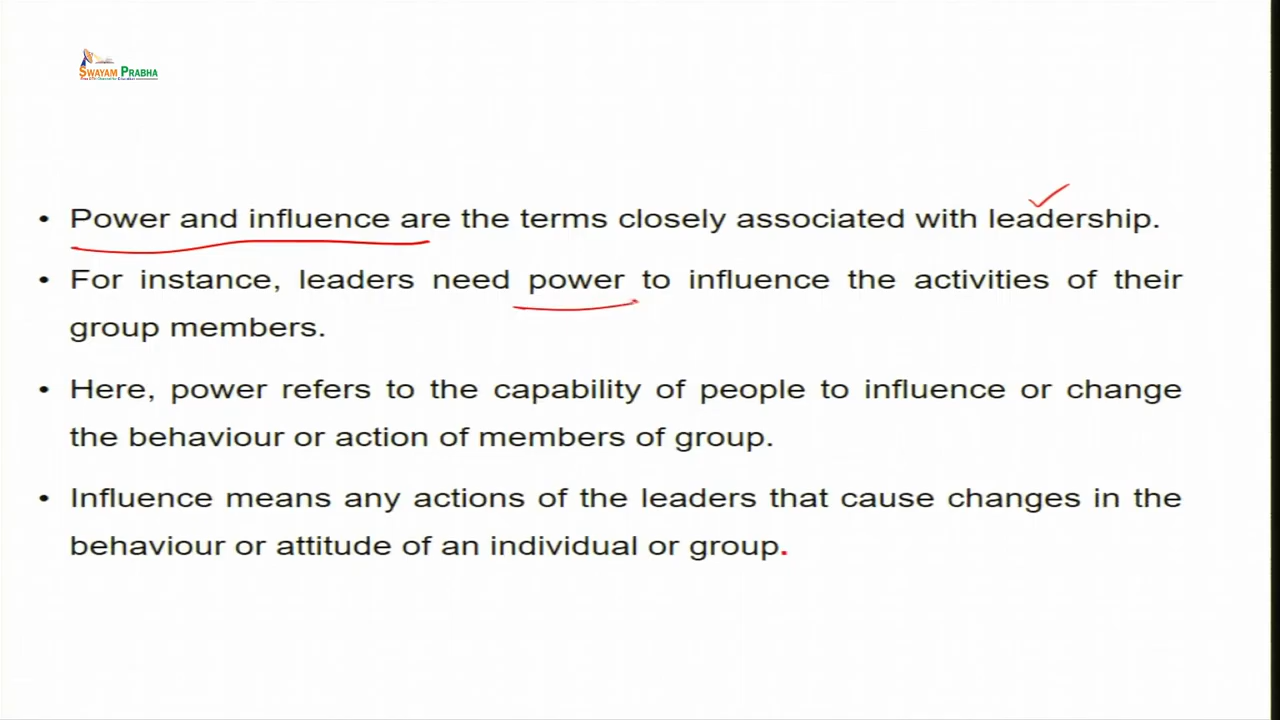 SWAYAM PRABHA
• Power and influence are the terms closely associated with leadership.
• For instance, leaders need power to influence the activities of their
group members.
• Here, power refers to the capability of people to influence or change
the behaviour or action of members of group.
• Influence means any actions of the leaders that cause changes in the
behaviour or attitude of an individual or group.